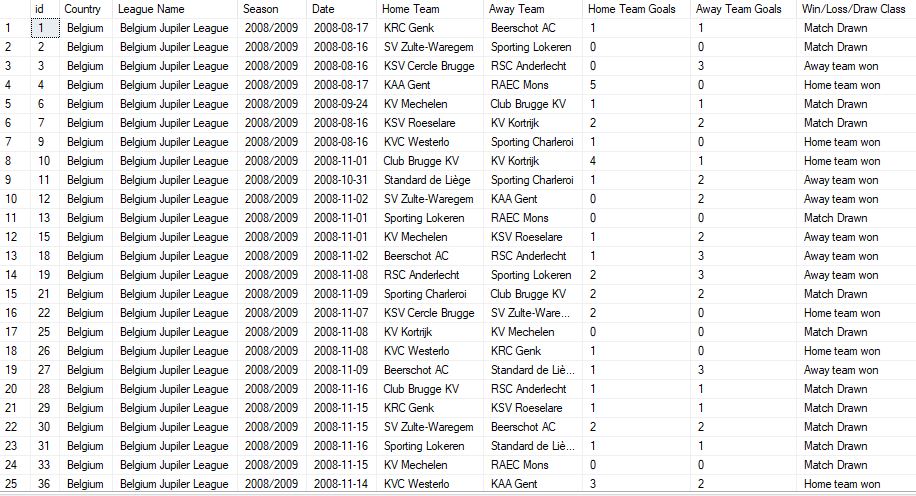 id Country League Name Season Date Home Team Away Team Home Team Goals Away Team Goals Win/Loss/Draw Class
1 1 Belgium Belgium Jupiler League 2008/2009 2008-08-17 KRC Genk Beerschot AC 1 1 Match Drawn
2 2 Belgium Belgium Jupiler League 2008/2009 2008-08-16 SV Zulte-Waregem Sporting Lokeren 0 0 Match Drawn
3 3 Belgium Belgium Jupiler League 2008/2009 2008-08-16 KSV Cercle Brugge RSC Anderlecht 0 3 Away team won
4 4 Belgium Belgium Jupiler League 2008/2009 2008-08-17 KAA Gent RAEC Mons 5 0 Home team won
5 6 Belgium Belgium Jupiler League 2008/2009 2008-09-24 KV Mechelen Club Brugge KV 1 1 Match Drawn
6 7 Belgium Belgium Jupiler League 2008/2009 2008-08-16 KSV Roeselare KV Kortrijk 2 2 Match Drawn
7 9 Belgium Belgium Jupiler League 2008/2009 2008-08-16 KVC Westerlo Sporting Charleroi 1 0 Home team won
8 10 Belgium Belgium Jupiler League 2008/2009 2008-11-01 Club Brugge KV KV Kortrijk 4 1 Home team won
9 11 Belgium Belgium Jupiler League 2008/2009 2008-10-31 Standard de Liège Sporting Charleroi 1 2 Away team won
10 12 Belgium Belgium Jupiler League 2008/2009 2008-11-02 SV Zulte-Waregem KAA Gent 0 2 Away team won
11 13 Belgium Belgium Jupiler League 2008/2009 2008-11-01 Sporting Lokeren RAEC Mons 0 0 Match Drawn
12 15 Belgium Belgium Jupiler League 2008/2009 2008-11-01 KV Mechelen KSV Roeselare 1 2 Away team won
13 18 Belgium Belgium Jupiler League 2008/2009 2008-11-02 Beerschot AC RSC Anderlecht 1 3 Away team won
14 19 Belgium Belgium Jupiler League 2008/2009 2008-11-08 RSC Anderlecht Sporting Lokeren 2 3 Away team won
15 21 Belgium Belgium Jupiler League 2008/2009 2008-11-09 Sporting Charleroi Club Brugge KV 2 2 Match Drawn
16 22 Belgium Belgium Jupiler League 2008/2009 2008-11-07 KSV Cercle Brugge SV Zulte-Ware... 2 0 Home team won
17 25 Belgium Belgium Jupiler League 2008/2009 2008-11-08 KV Kortrijk KV Mechelen 0 0 Match Drawn
18 26 Belgium Belgium Jupiler League 2008/2009 2008-11-08 KVC Westerlo KRC Genk 1 0 Home team won
19 27 Belgium Belgium Jupiler League 2008/2009 2008-11-09 Beerschot AC Standard de Liè... 1 3 Away team won
20 28 Belgium Belgium Jupiler League 2008/2009 2008-11-16 Club Brugge KV RSC Anderlecht 1 1 Match Drawn
21 29 Belgium Belgium Jupiler League 2008/2009 2008-11-15 KRC Genk KSV Roeselare 1 1 Match Drawn
22 30 Belgium Belgium Jupiler League 2008/2009 2008-11-15 SV Zulte-Waregem Beerschot AC 2 2 Match Drawn
23 31 Belgium Belgium Jupiler League 2008/2009 2008-11-16 Sporting Lokeren Standard de Liè... 1 1 Match Drawn
24 33 Belgium Belgium Jupiler League 2008/2009 2008-11-15 KV Mechelen RAEC Mons 0 0 Match Drawn
25 36 Belgium Belgium Jupiler League 2008/2009 2008-11-14 KVC Westerlo KAA Gent 3 2 Home team won